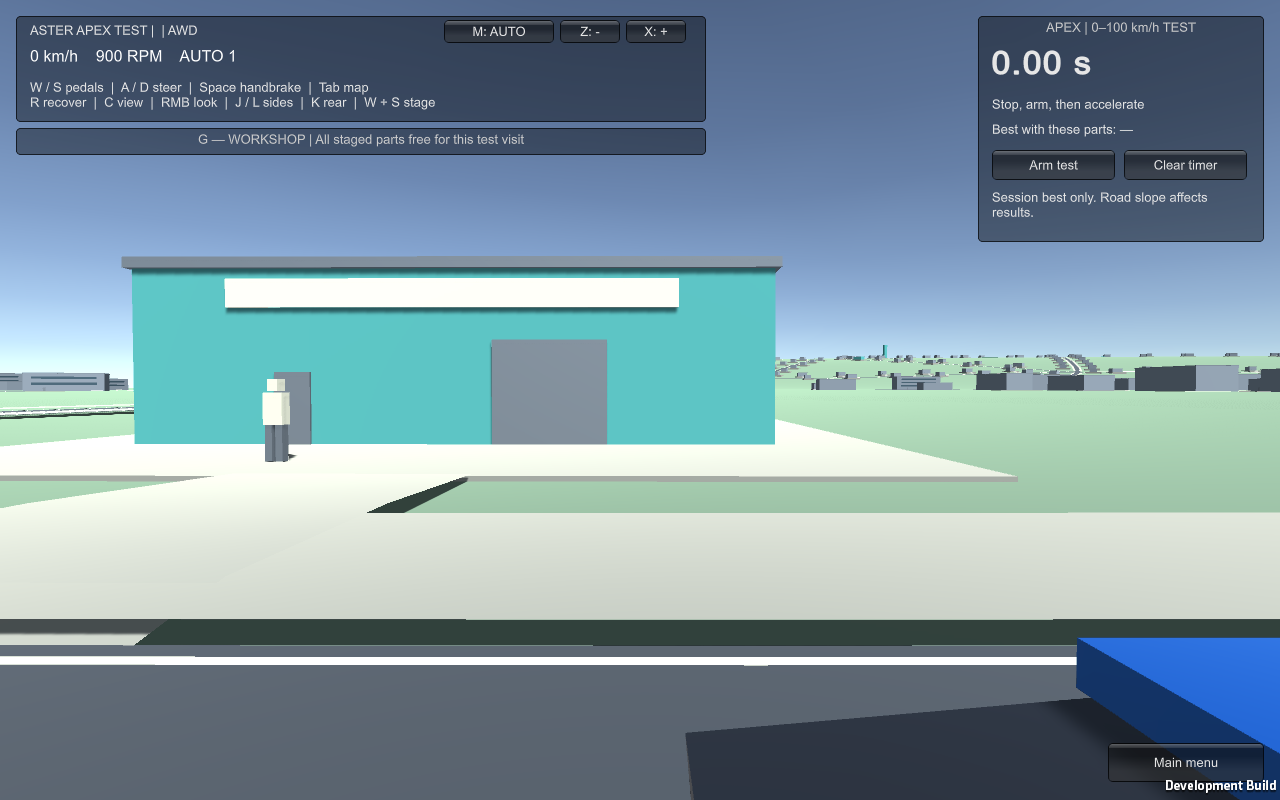 ASTER APEX TEST | | AWD
M: AUTO
Z: -
X: +
0 km/h 900 RPM AUTO 1
W / S pedals | A / D steer | Space handbrake | Tab map
R recover | C view | RMB look | J / L sides | K rear | W + S stage
G — WORKSHOP | All staged parts free for this test visit
APEX | 0–100 km/h TEST
0.00 s
Stop, arm, then accelerate
Best with these parts: —
Arm test
Clear timer
Session best only. Road slope affects
results.
Main menu
Development Build